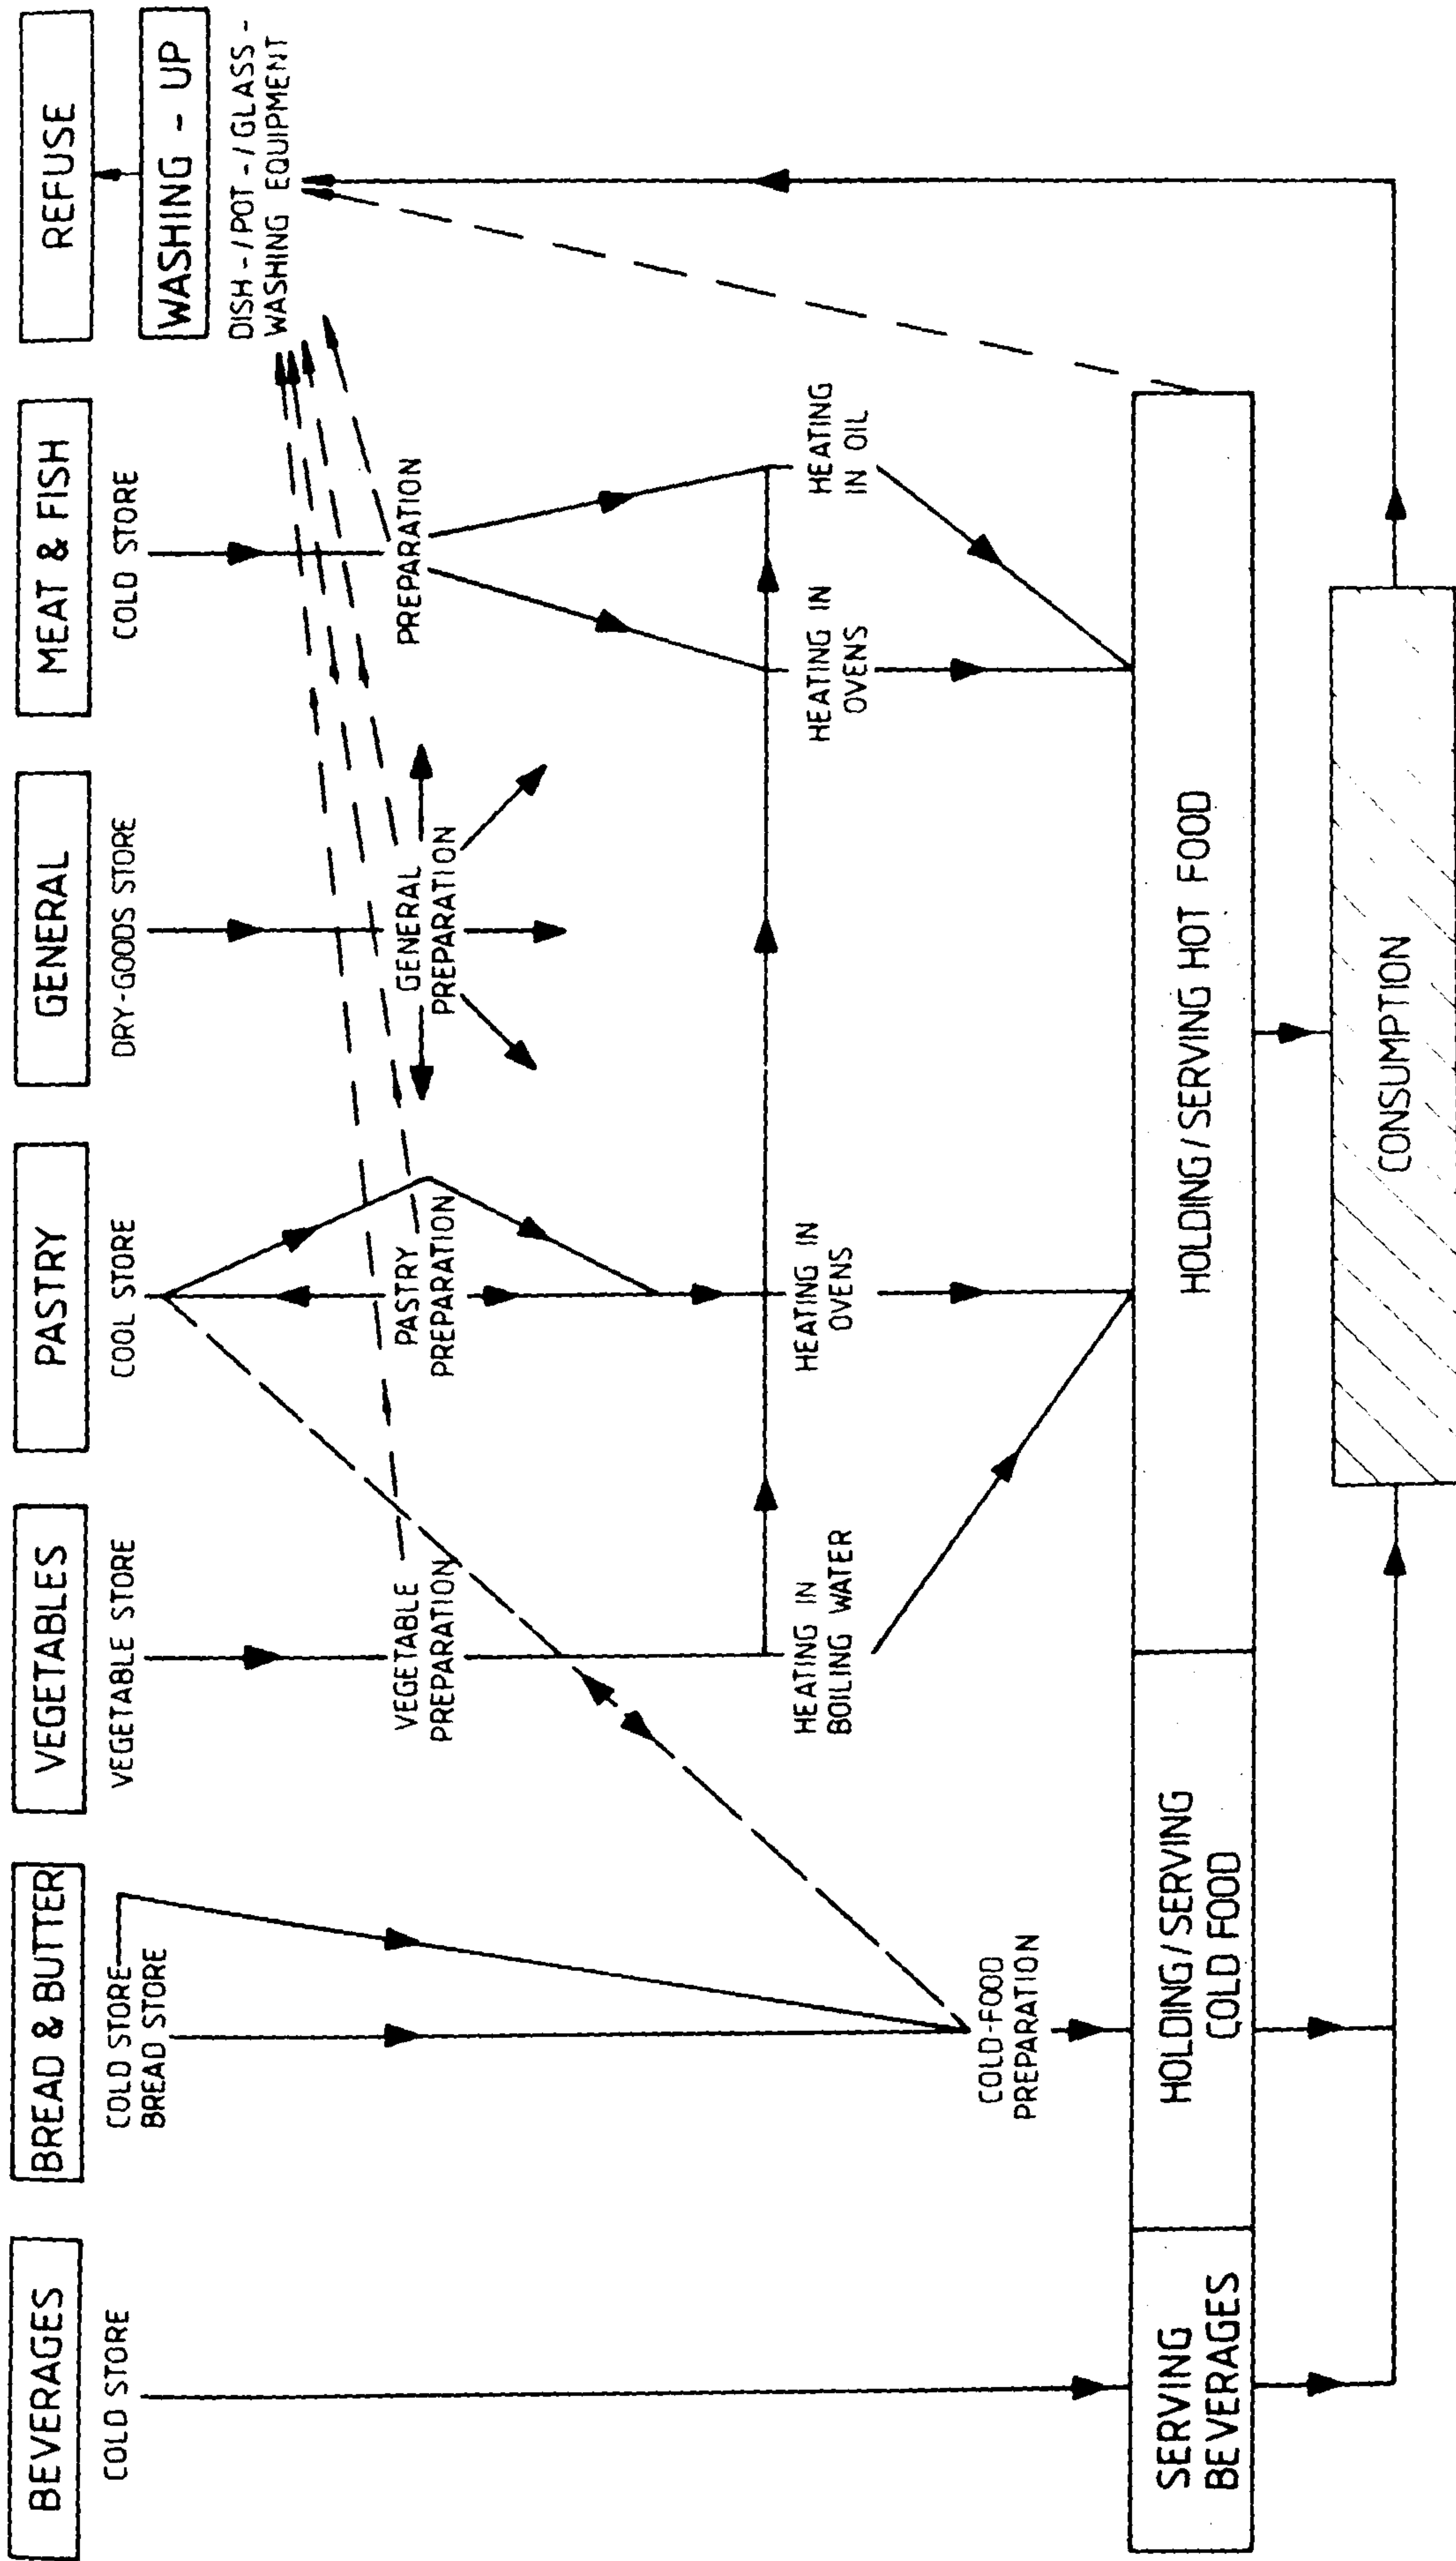 BEVERAGES
BREAD & BUTTER
VEGETABLES
PASTRY
GENERAL
MEAT & FISH
REFUSE
COLD STORE
COLD STORE
BREAD STORE
VEGETABLE STORE
COOL STORE
DRY-GOODS STORE
COLD STORE
WASHING - UP
DISH - / POT - / GLASS -
WASHING EQUIPMENT
VEGETABLE
PREPARATION
PASTRY
PREPARATION
GENERAL
PREPARATION
PREPARATION
HEATING IN
BOILING WATER
HEATING IN
OVENS
HEATING IN
OVENS
HEATING
IN OIL
COLD-FOOD
PREPARATION
SERVING
BEVERAGES
HOLDING / SERVING
COLD FOOD
HOLDING / SERVING HOT FOOD
CONSUMPTION